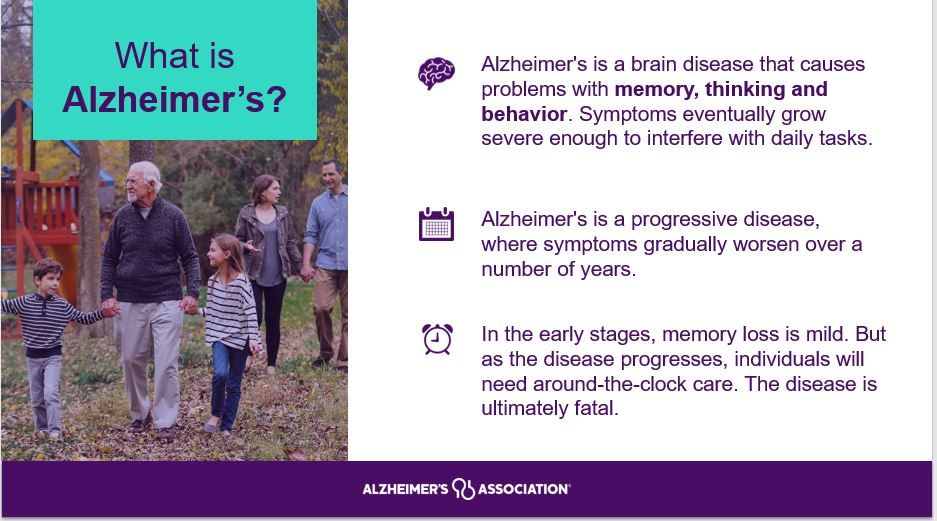 What is
Alzheimer’s?
Alzheimer's is a brain disease that causes
problems with memory, thinking and
behavior. Symptoms eventually grow
severe enough to interfere with daily tasks.
Alzheimer's is a progressive disease,
where symptoms gradually worsen over a
number of years.
In the early stages, memory loss is mild. But
as the disease progresses, individuals will
need around-the-clock care. The disease is
ultimately fatal.
ALZHEIMER'S ASSOCIATION®